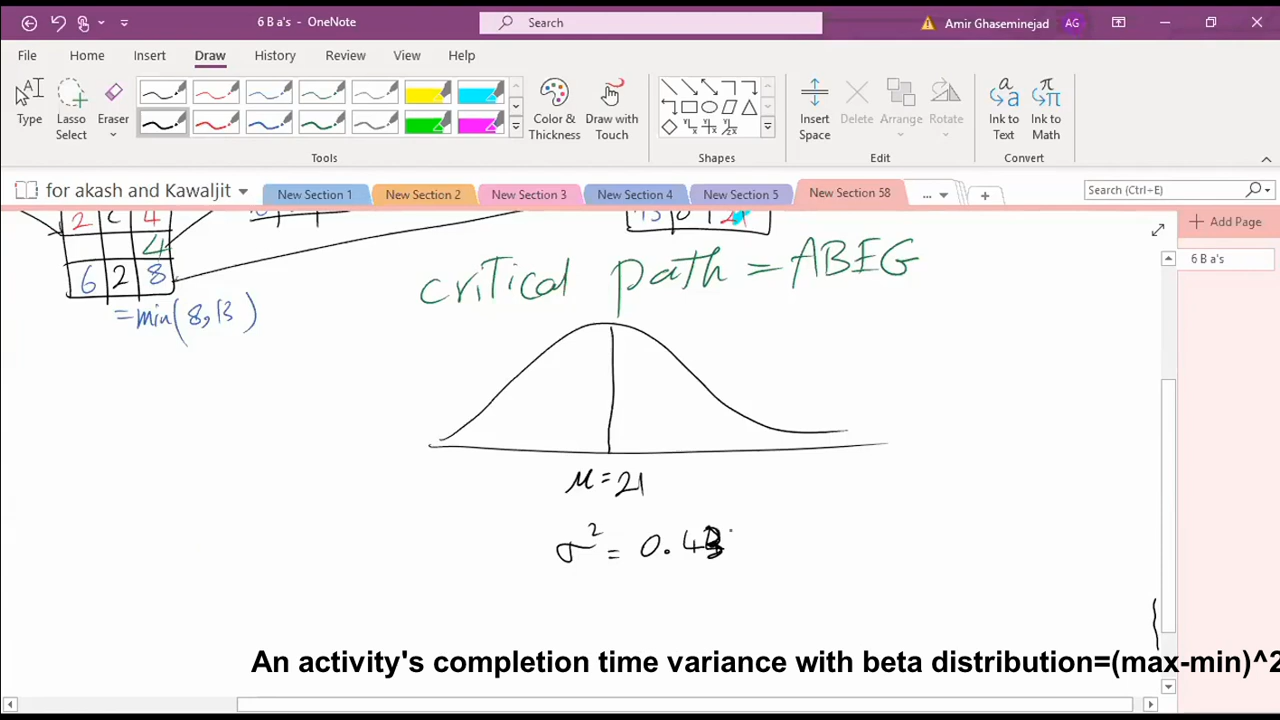 6 B a's - OneNote
Search
Amir Ghaseminejad AG
File Home Insert Draw History Review View Help
Type
Lasso Select
Eraser
Color & Thickness
Draw with Touch
Insert Space
Delete
Arrange
Rotate
Ink to Text
Ink to Math
Tools
Shapes
Edit
Convert
for akash and Kawaljit
New Section 1
New Section 2
New Section 3
New Section 4
New Section 5
New Section 58
...
Search (Ctrl+E)
Add Page
6 B a's
2 C 4
4
6 2 8
=min(8,13)
critical path = ABEG
μ = 21
σ² = 0.4
An activity's completion time variance with beta distribution=(max-min)^2